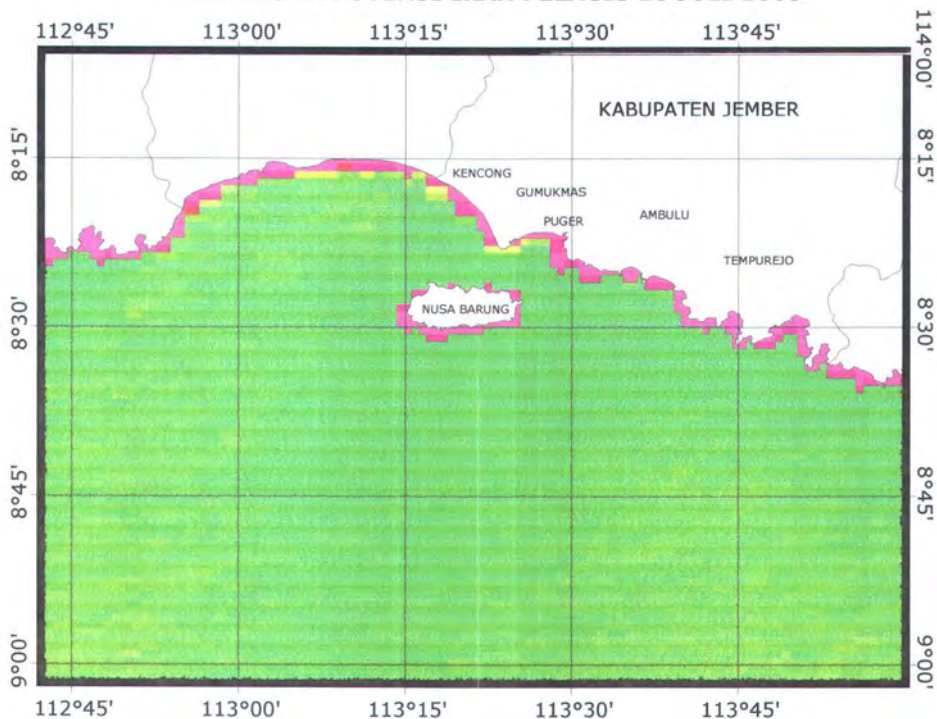 112°45' 113°00' 113°15' 113°30' 113°45' 114°00'
KABUPATEN JEMBER
8°15' 8°15'
KENCONG
GUMUKMAS
PUGER AMBULU
TEMPUREJO
NUSA BARUNG
8°30' 8°30'
8°45' 8°45'
9°00' 9°00'
112°45' 113°00' 113°15' 113°30' 113°45'